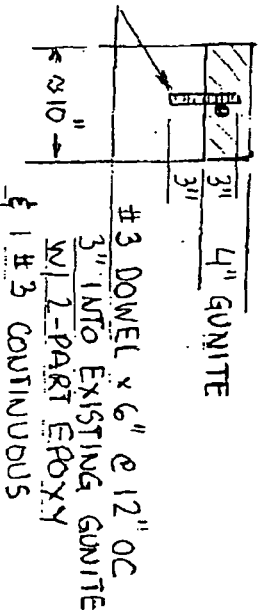 4" GUNITE
3"
3"
≈10"
#3 DOWEL x 6" @ 12" OC
3" INTO EXISTING GUNITE
W/ 2-PART EPOXY
& 1 #3 CONTINUOUS